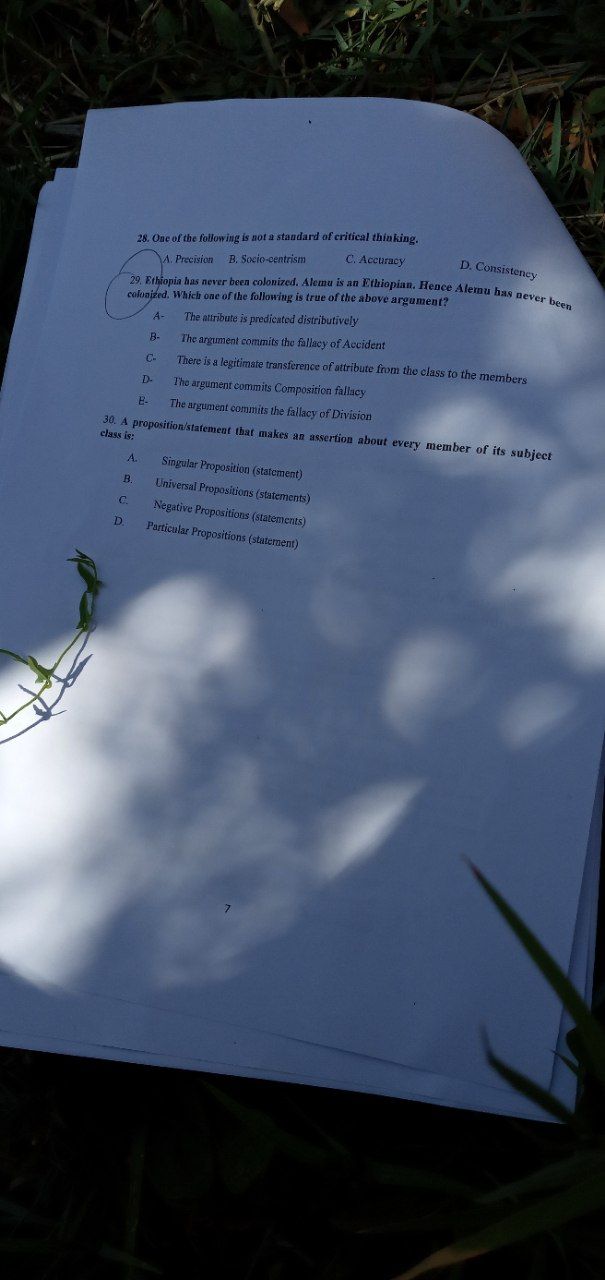 28. One of the following is not a standard of critical thinking.
A. Precision B. Socio-centrism C. Accuracy D. Consistency
29. Ethiopia has never been colonized. Alemu is an Ethiopian. Hence Alemu has never been
colonized. Which one of the following is true of the above argument?
A- The attribute is predicated distributively
B- The argument commits the fallacy of Accident
C- There is a legitimate transference of attribute from the class to the members
D- The argument commits Composition fallacy
E- The argument commits the fallacy of Division
30. A proposition/statement that makes an assertion about every member of its subject
class is:
A. Singular Proposition (statement)
B. Universal Propositions (statements)
C. Negative Propositions (statements)
D. Particular Propositions (statement)
7